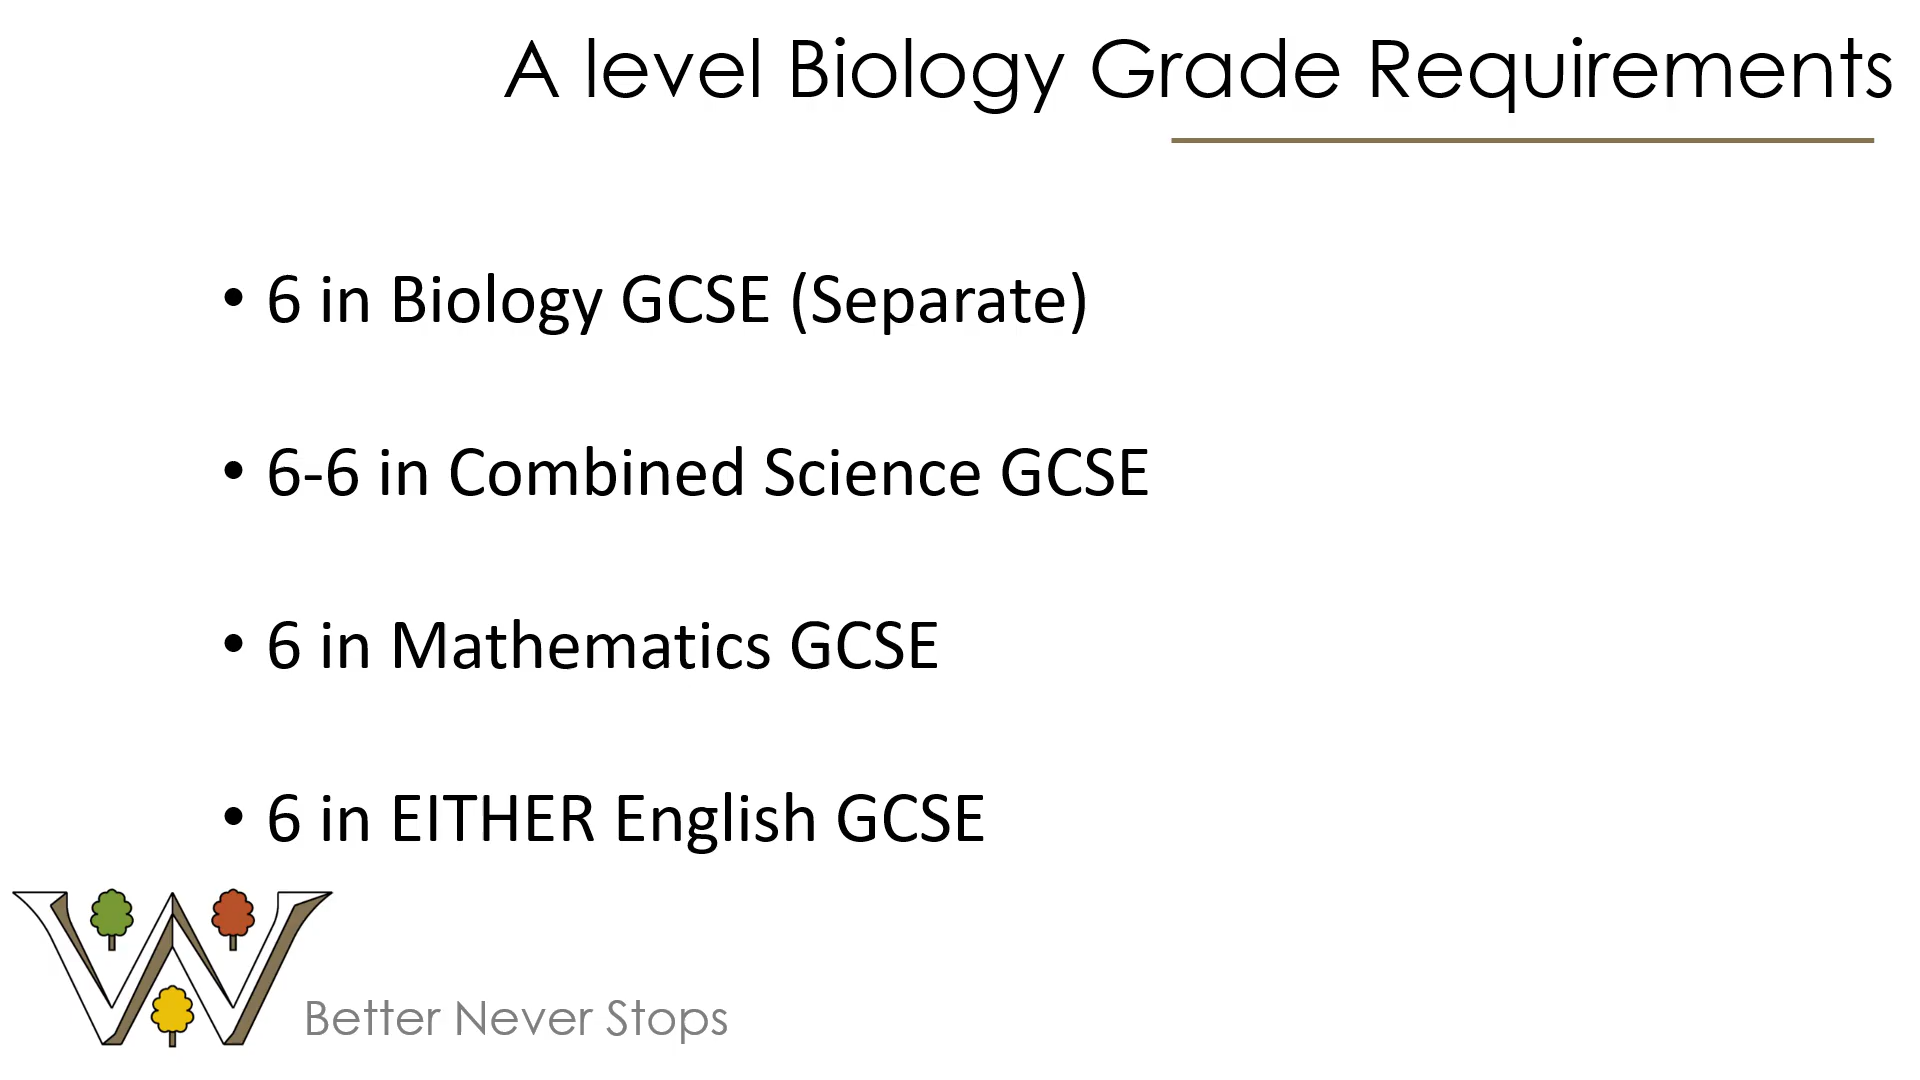 A level Biology Grade Requirements
• 6 in Biology GCSE (Separate)
• 6-6 in Combined Science GCSE
• 6 in Mathematics GCSE
• 6 in EITHER English GCSE
W
Better Never Stops